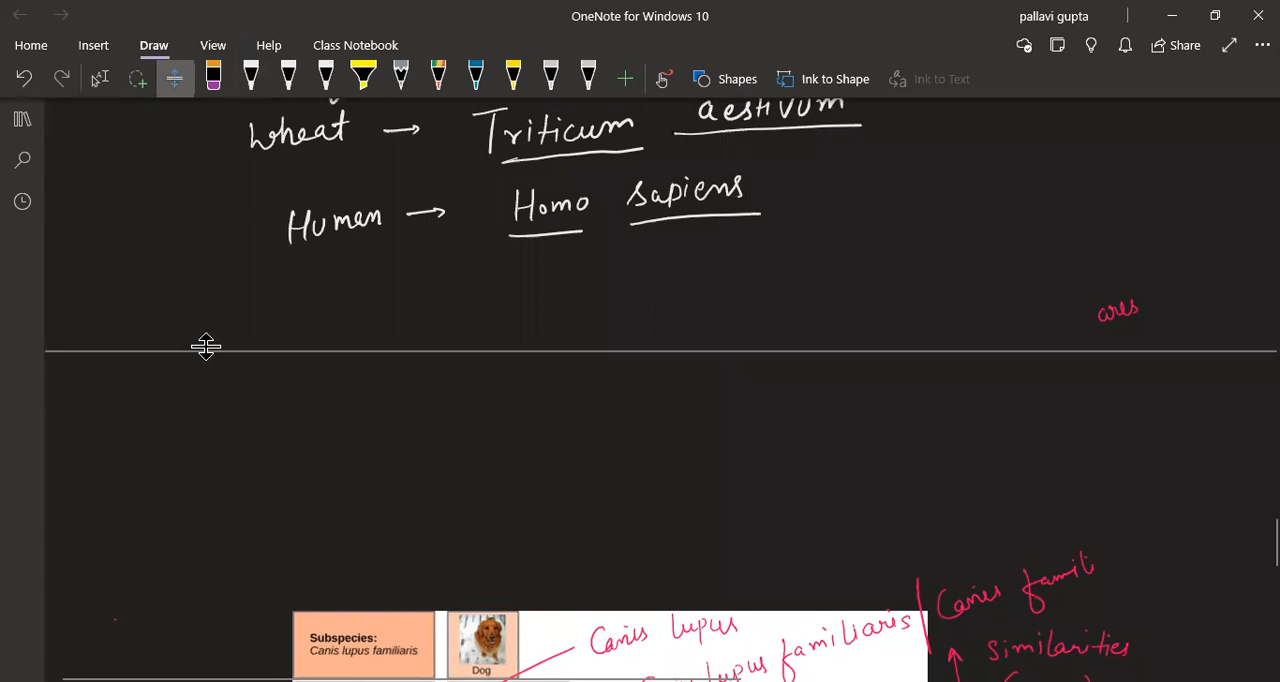 OneNote for Windows 10
pallavi gupta
Home Insert Draw View Help Class Notebook
Share
Shapes Ink to Shape Ink to Text
wheat → Triticum aestivum
Human → Homo sapiens
Subspecies:
Canis lupus familiaris
Dog
Canis lupus
lupus familiaris
Canis famili
similarities